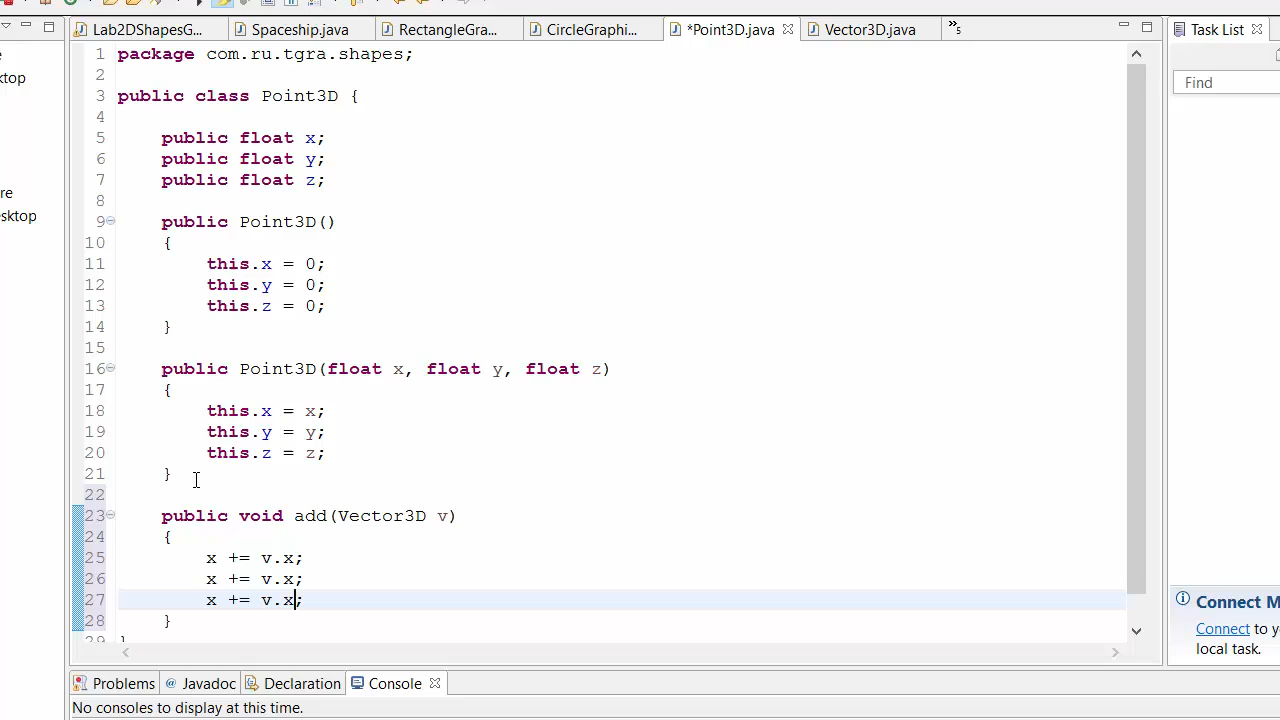 Lab2DShapesG...
Spaceship.java
RectangleGra...
CircleGraphi...
*Point3D.java
Vector3D.java
Task List
Find
ctop
re
sktop
1 package com.ru.tgra.shapes;
2
3 public class Point3D {
4
5 public float x;
6 public float y;
7 public float z;
8
9 public Point3D()
10 {
11 this.x = 0;
12 this.y = 0;
13 this.z = 0;
14 }
15
16 public Point3D(float x, float y, float z)
17 {
18 this.x = x;
19 this.y = y;
20 this.z = z;
21 }
22
23 public void add(Vector3D v)
24 {
25 x += v.x;
26 x += v.x;
27 x += v.x;
28 }
29 }
Connect M
Connect to y
local task.
Problems
@ Javadoc
Declaration
Console
No consoles to display at this time.